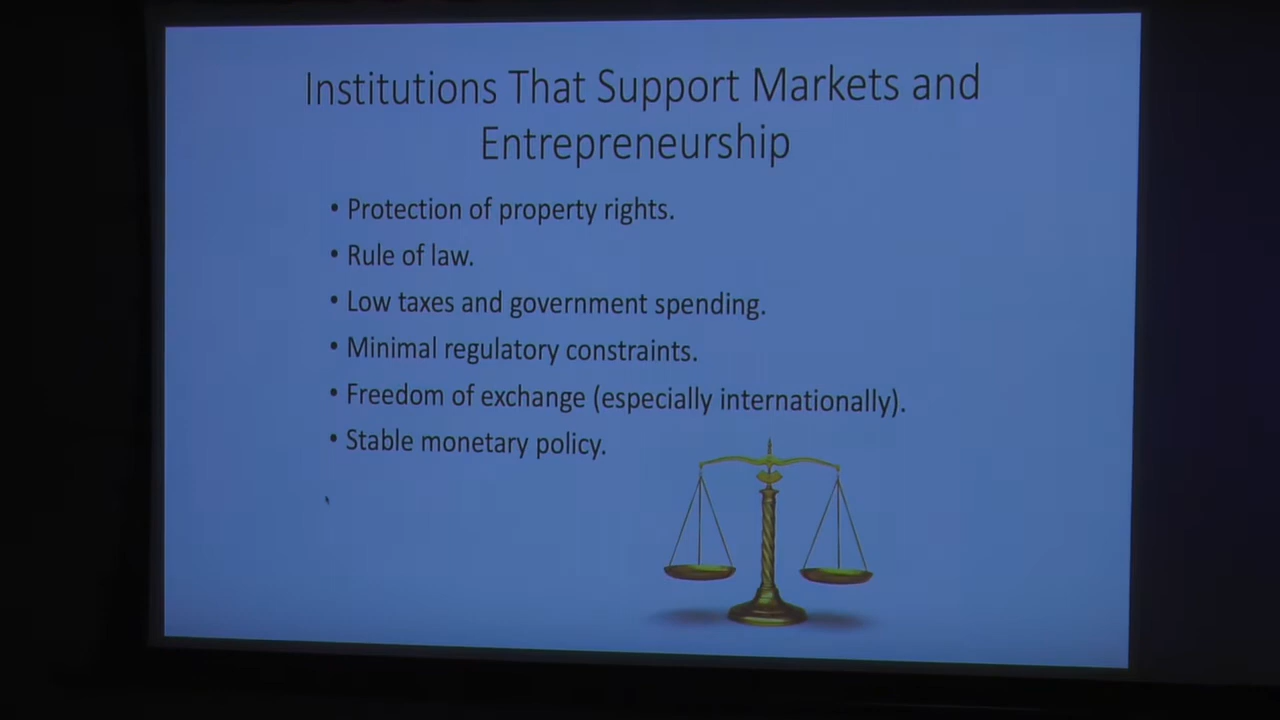 Institutions That Support Markets and
Entrepreneurship
• Protection of property rights.
• Rule of law.
• Low taxes and government spending.
• Minimal regulatory constraints.
• Freedom of exchange (especially internationally).
• Stable monetary policy.